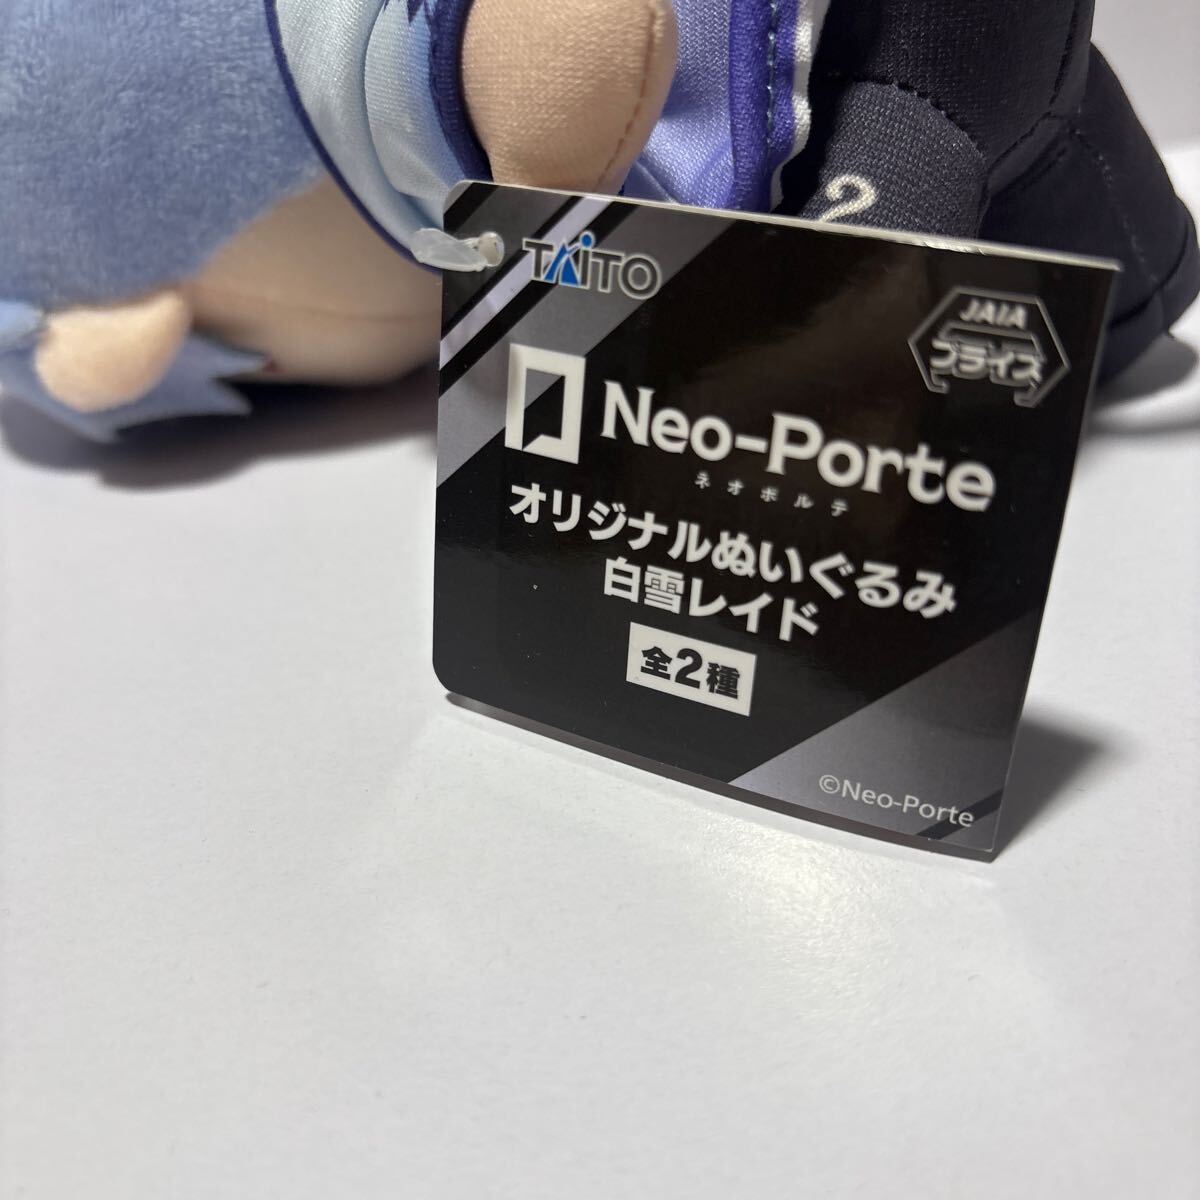 2
TAITO
JAIA
プライズ
Neo-Porte
ネオポルテ
オリジナルぬいぐるみ
白雪レイド
全2種
©Neo-Porte